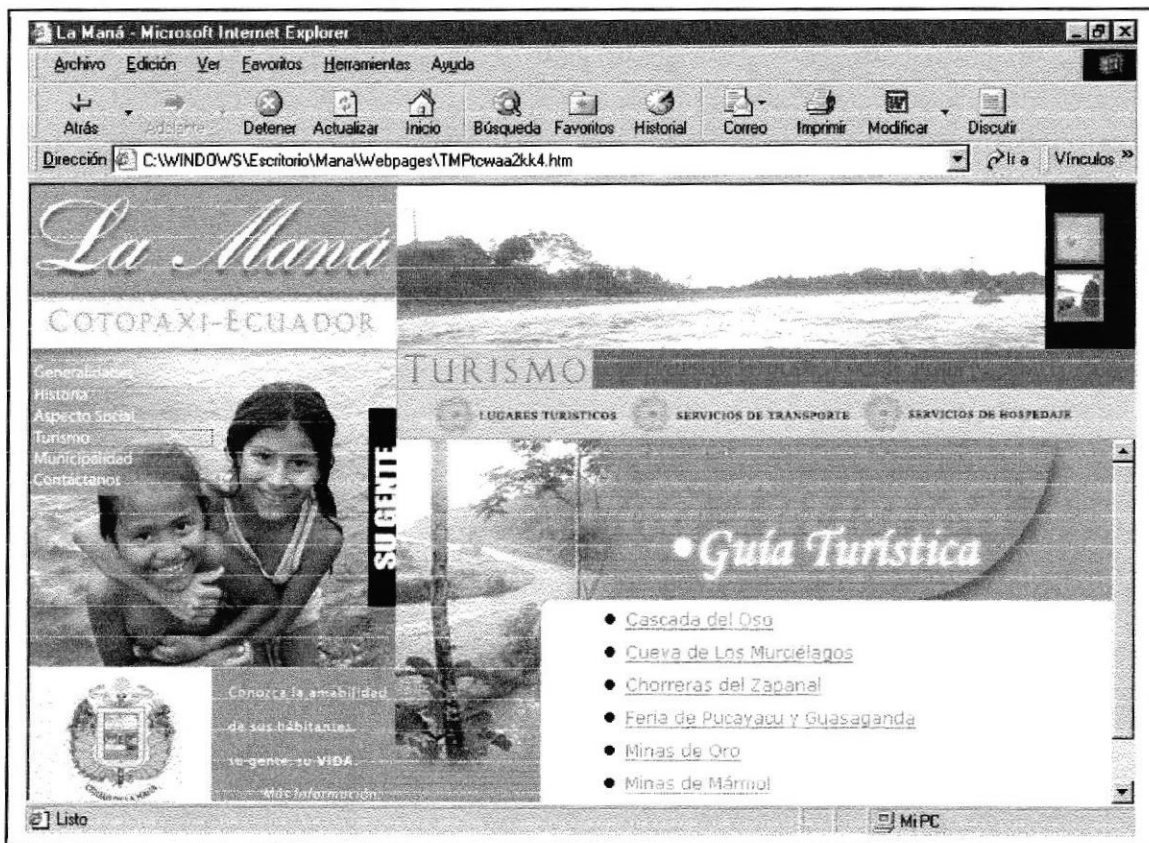 La Maná - Microsoft Internet Explorer
Archivo Edición Ver Favoritos Herramientas Ayuda
Atrás Adelante Detener Actualizar Inicio Búsqueda Favoritos Historial Correo Imprimir Modificar Discutir
Dirección C:\WINDOWS\Escritorio\Mana\Webpages\TMPtcwaa2kk4.htm Ir a Vínculos »
La Maná
COTOPAXI-ECUADOR
Generalidades
Historia
Aspecto Social
Turismo
Municipalidad
Contactanos
SU GENTE
Conozca la amabilidad
de sus hábitantes
su gente, su VIDA.
Más Información.
TURISMO
LUGARES TURISTICOS SERVICIOS DE TRANSPORTE SERVICIOS DE HOSPEDAJE
•Guía Turística
• Cascada del Oso
• Cueva de Los Murciélagos
• Chorreras del Zapanal
• Feria de Pucayacu y Guasaganda
• Minas de Oro
• Minas de Mármol
Listo Mi PC